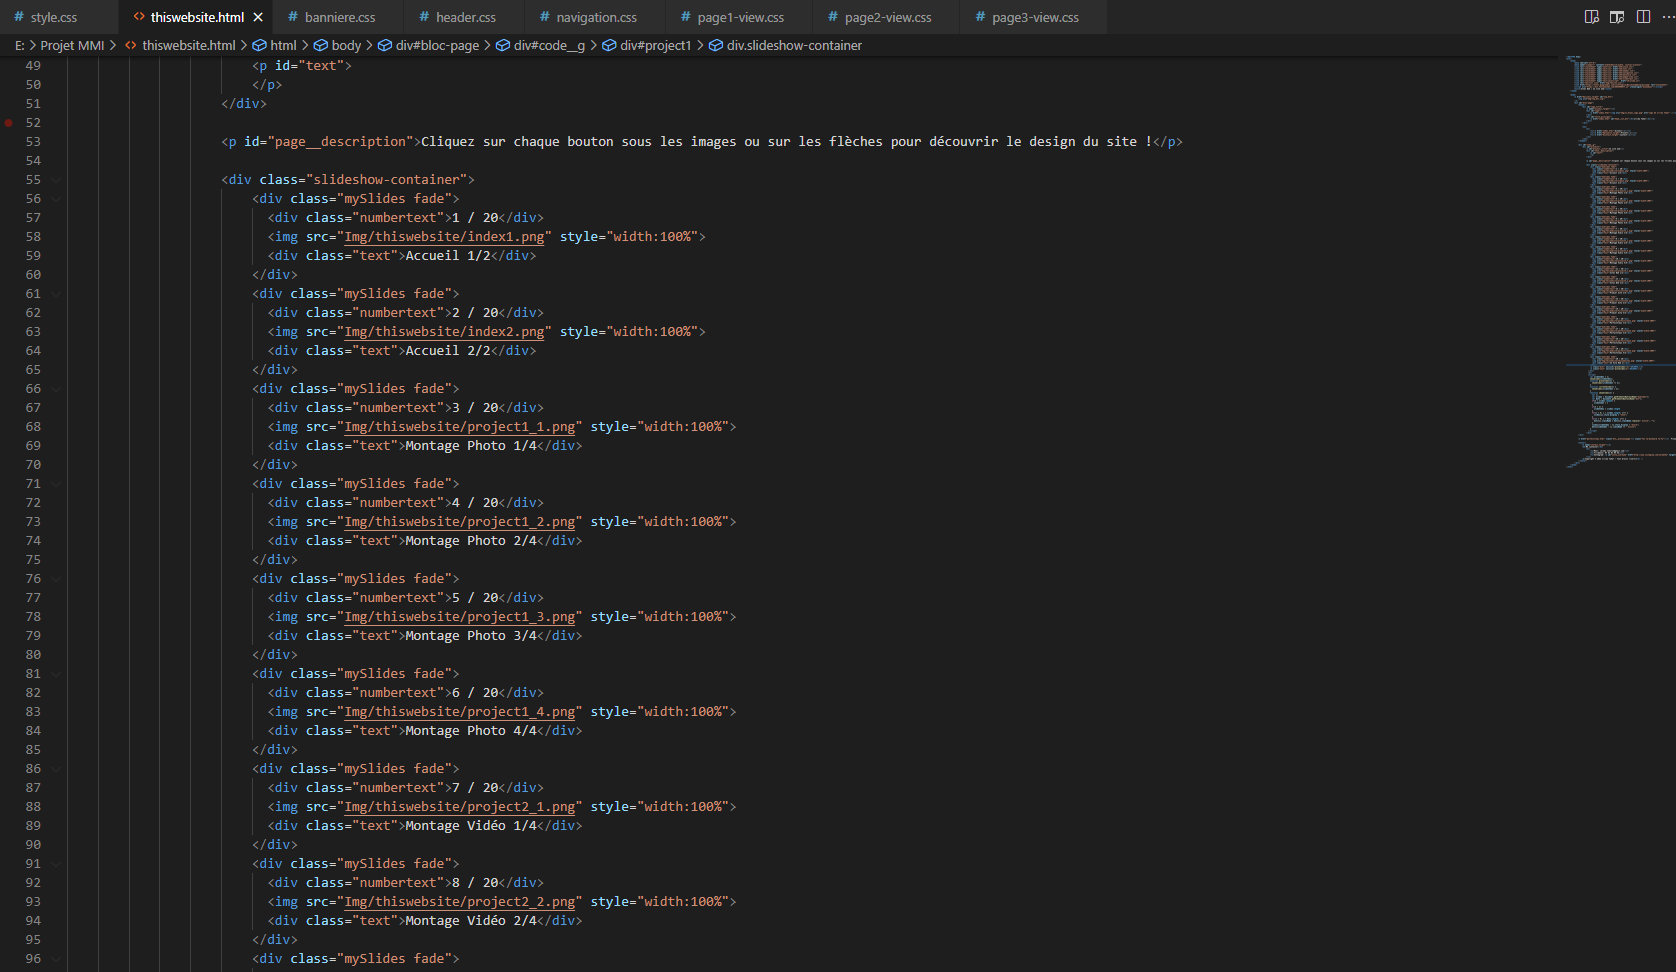 # style.css <> thiswebsite.html × # banniere.css # header.css # navigation.css # page1-view.css # page2-view.css # page3-view.css
E: > Projet MMI > <> thiswebsite.html > html > body > div#bloc-page > div#code__g > div#project1 > div.slideshow-container
49 <p id="text">
50 </p>
51 </div>
52
53 <p id="page__description">Cliquez sur chaque bouton sous les images ou sur les flèches pour découvrir le design du site !</p>
54
55 <div class="slideshow-container">
56 <div class="mySlides fade">
57 <div class="numbertext">1 / 20</div>
58 <img src="Img/thiswebsite/index1.png" style="width:100%">
59 <div class="text">Accueil 1/2</div>
60 </div>
61 <div class="mySlides fade">
62 <div class="numbertext">2 / 20</div>
63 <img src="Img/thiswebsite/index2.png" style="width:100%">
64 <div class="text">Accueil 2/2</div>
65 </div>
66 <div class="mySlides fade">
67 <div class="numbertext">3 / 20</div>
68 <img src="Img/thiswebsite/project1_1.png" style="width:100%">
69 <div class="text">Montage Photo 1/4</div>
70 </div>
71 <div class="mySlides fade">
72 <div class="numbertext">4 / 20</div>
73 <img src="Img/thiswebsite/project1_2.png" style="width:100%">
74 <div class="text">Montage Photo 2/4</div>
75 </div>
76 <div class="mySlides fade">
77 <div class="numbertext">5 / 20</div>
78 <img src="Img/thiswebsite/project1_3.png" style="width:100%">
79 <div class="text">Montage Photo 3/4</div>
80 </div>
81 <div class="mySlides fade">
82 <div class="numbertext">6 / 20</div>
83 <img src="Img/thiswebsite/project1_4.png" style="width:100%">
84 <div class="text">Montage Photo 4/4</div>
85 </div>
86 <div class="mySlides fade">
87 <div class="numbertext">7 / 20</div>
88 <img src="Img/thiswebsite/project2_1.png" style="width:100%">
89 <div class="text">Montage Vidéo 1/4</div>
90 </div>
91 <div class="mySlides fade">
92 <div class="numbertext">8 / 20</div>
93 <img src="Img/thiswebsite/project2_2.png" style="width:100%">
94 <div class="text">Montage Vidéo 2/4</div>
95 </div>
96 <div class="mySlides fade">